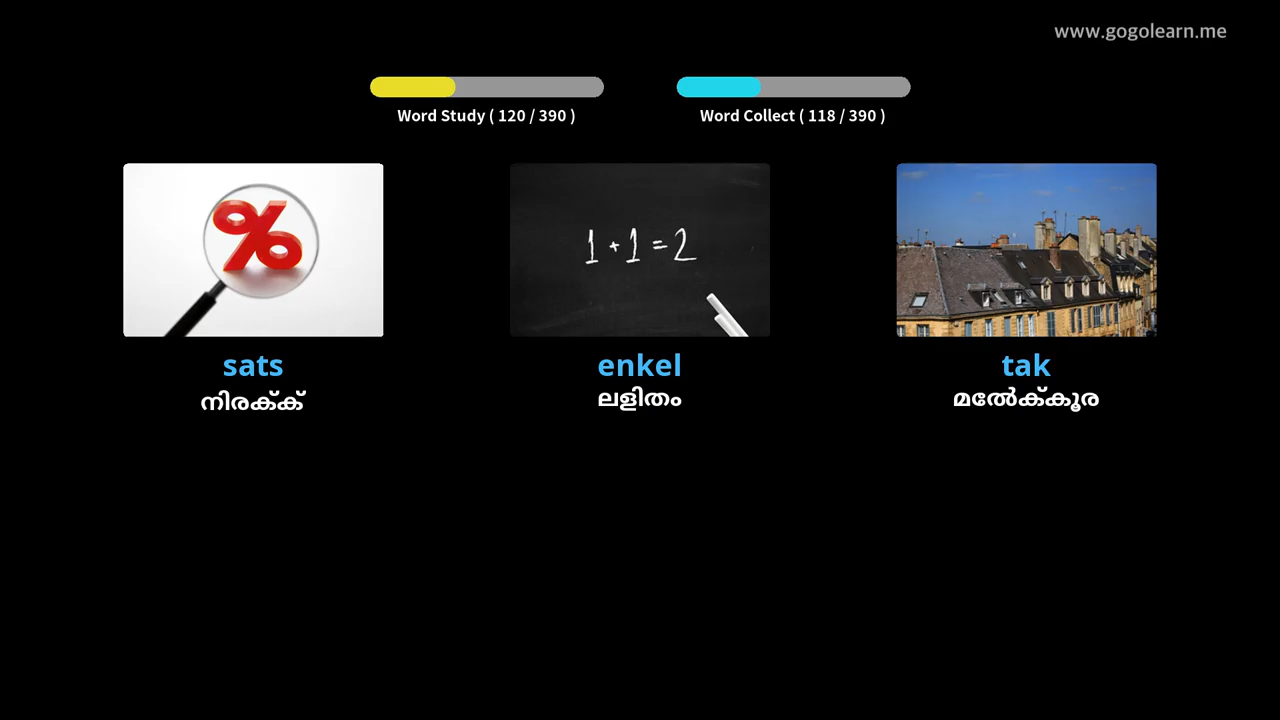 www.gogolearn.me
Word Study ( 120 / 390 )
Word Collect ( 118 / 390 )
%
1 + 1 = 2
sats
enkel
tak
നിരക്ക്
ലളിതം
മേൽക്കൂര